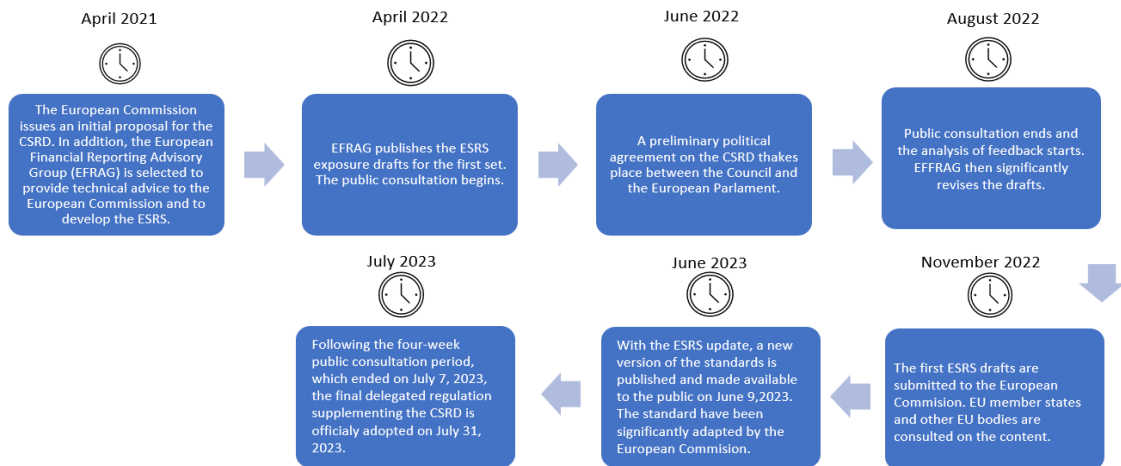 April 2021
The European Commission
issues an initial proposal for the
CSRD. In addition, the European
Financial Reporting Advisory
Group (EFRAG) is selected to
provide technical advice to the
European Commission and to
develop the ESRS.
April 2022
EFRAG publishes the ESRS
exposure drafts for the first set.
The public consultation begins.
June 2022
A preliminary political
agreement on the CSRD thakes
place between the Council and
the European Parlament.
August 2022
Public consultation ends and
the analysis of feedback starts.
EFFRAG then significantly
revises the drafts.
November 2022
The first ESRS drafts are
submitted to the European
Commision. EU member states
and other EU bodies are
consulted on the content.
June 2023
With the ESRS update, a new
version of the standards is
published and made available
to the public on June 9,2023.
The standard have been
significantly adapted by the
European Commision.
July 2023
Following the four-week
public consultation period,
which ended on July 7, 2023,
the final delegated regulation
supplementing the CSRD is
officialy adopted on July 31,
2023.